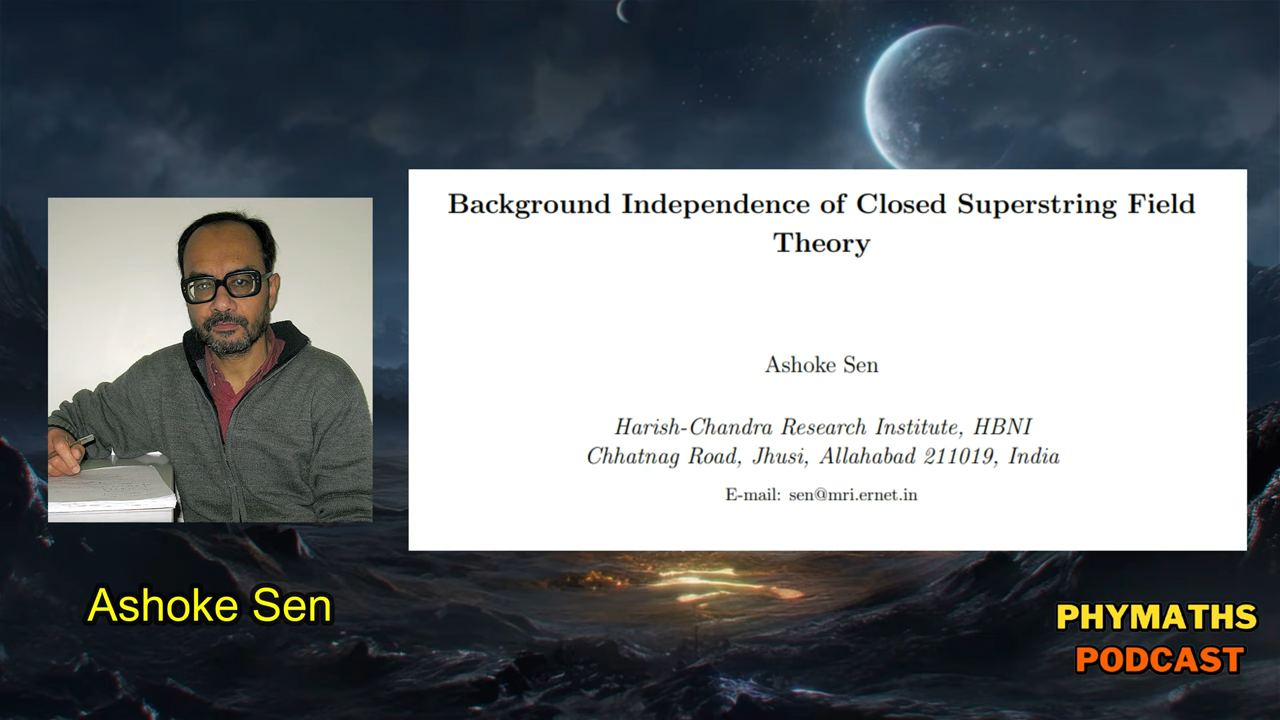 Background Independence of Closed Superstring Field
Theory
Ashoke Sen
Harish-Chandra Research Institute, HBNI
Chhatnag Road, Jhusi, Allahabad 211019, India
E-mail: sen@mri.ernet.in
Ashoke Sen
PHYMATHS
PODCAST